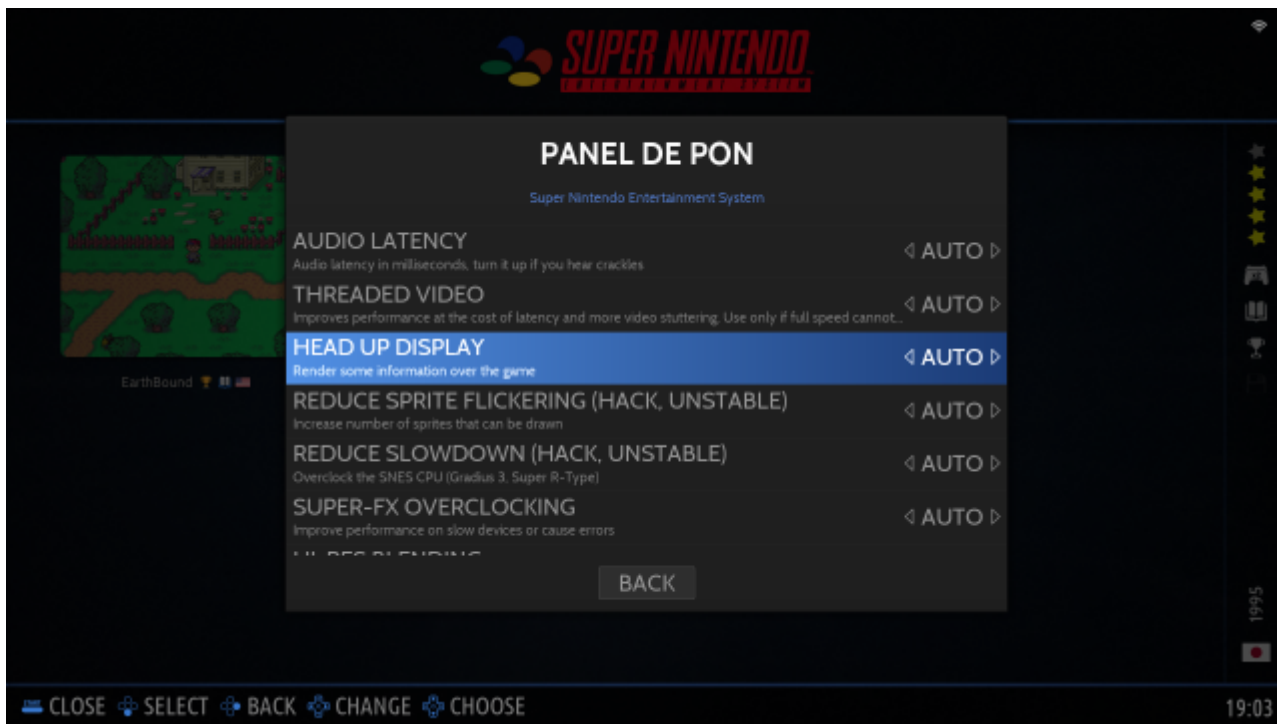 SUPER NINTENDO
ENTERTAINMENT SYSTEM
PANEL DE PON
Super Nintendo Entertainment System
AUDIO LATENCY
Audio latency in milliseconds, turn it up if you hear crackles
AUTO
THREADED VIDEO
Improves performance at the cost of latency and more video stuttering. Use only if full speed cannot...
AUTO
HEAD UP DISPLAY
Render some information over the game
AUTO
REDUCE SPRITE FLICKERING (HACK, UNSTABLE)
Increase number of sprites that can be drawn
AUTO
REDUCE SLOWDOWN (HACK, UNSTABLE)
Overclock the SNES CPU (Gradius 3, Super R-Type)
AUTO
SUPER-FX OVERCLOCKING
Improve performance on slow devices or cause errors
AUTO
BACK
EarthBound
1995
CLOSE SELECT BACK CHANGE CHOOSE
19:03